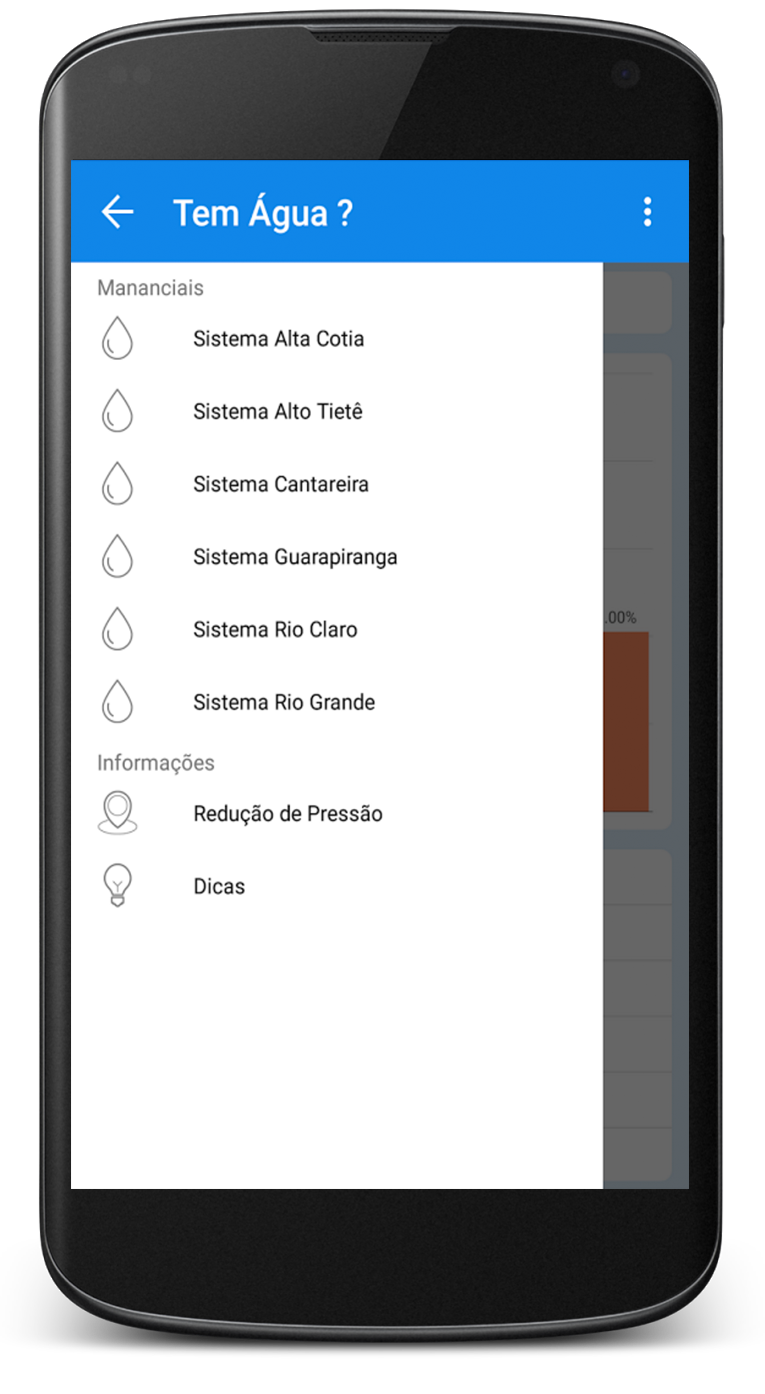 Tem Água ?
Mananciais
Sistema Alta Cotia
Sistema Alto Tietê
Sistema Cantareira
Sistema Guarapiranga
.00%
Sistema Rio Claro
Sistema Rio Grande
Informações
Redução de Pressão
Dicas